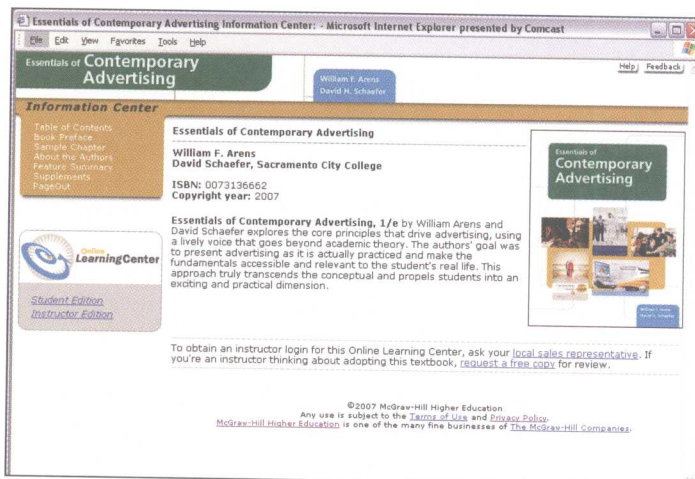 Essentials of Contemporary Advertising Information Center: - Microsoft Internet Explorer presented by Comcast
File Edit View Favorites Tools Help
Essentials of Contemporary
Advertising
William F. Arens
David H. Schaefer
Help Feedback
Information Center
Table of Contents
Book Preface
Sample Chapter
About the Authors
Feature Summary
Supplements
PageOut
Online
LearningCenter
Student Edition
Instructor Edition
Essentials of Contemporary Advertising
William F. Arens
David Schaefer, Sacramento City College
ISBN: 0073136662
Copyright year: 2007
Essentials of Contemporary Advertising, 1/e by William Arens and
David Schaefer explores the core principles that drive advertising, using
a lively voice that goes beyond academic theory. The authors' goal was
to present advertising as it is actually practiced and make the
fundamentals accessible and relevant to the student's real life. This
approach truly transcends the conceptual and propels students into an
exciting and practical dimension.
Essentials of
Contemporary
Advertising
William F. Arens
David H. Schaefer
To obtain an instructor login for this Online Learning Center, ask your local sales representative. If
you're an instructor thinking about adopting this textbook, request a free copy for review.
©2007 McGraw-Hill Higher Education
Any use is subject to the Terms of Use and Privacy Policy.
McGraw-Hill Higher Education is one of the many fine businesses of The McGraw-Hill Companies.